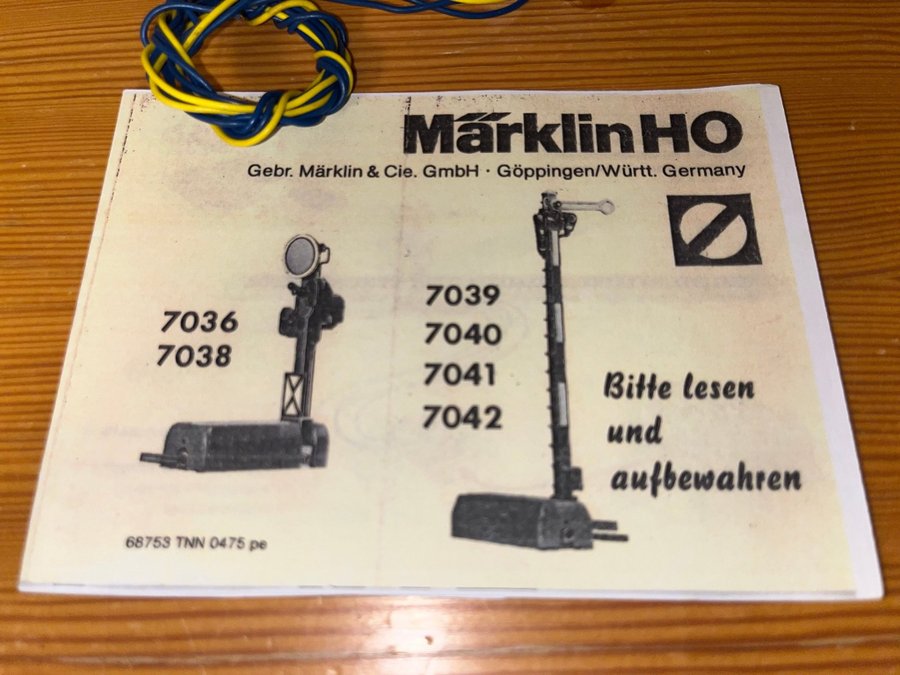 Märklin HO
Gebr. Märklin & Cie. GmbH · Göppingen/Württ. Germany
7036
7038
7039
7040
7041
7042
Bitte lesen
und
aufbewahren
68753 TNN 0475 pe